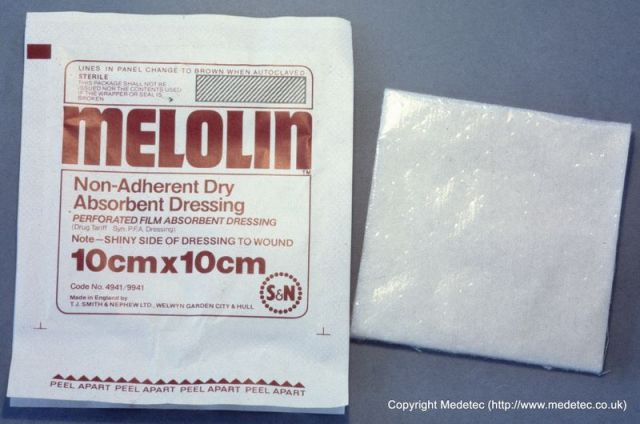 LINES IN PANEL CHANGE TO BROWN WHEN AUTOCLAVED
STERILE
THIS PACKAGE SHALL NOT BE
ISSUED NOR THE CONTENTS USED
IF THE WRAPPER OR SEAL IS
BROKEN
MELOLIN
TM
Non-Adherent Dry
Absorbent Dressing
PERFORATED FILM ABSORBENT DRESSING
(Drug Tariff Syn. P.F.A. Dressing)
Note—SHINY SIDE OF DRESSING TO WOUND
10cm x 10cm
Code No. 4941/9941
Made in England by
T. J. SMITH & NEPHEW LTD., WELWYN GARDEN CITY & HULL
S&N
PEEL APART PEEL APART PEEL APART PEEL APART
Copyright Medetec (http://www.medetec.co.uk)